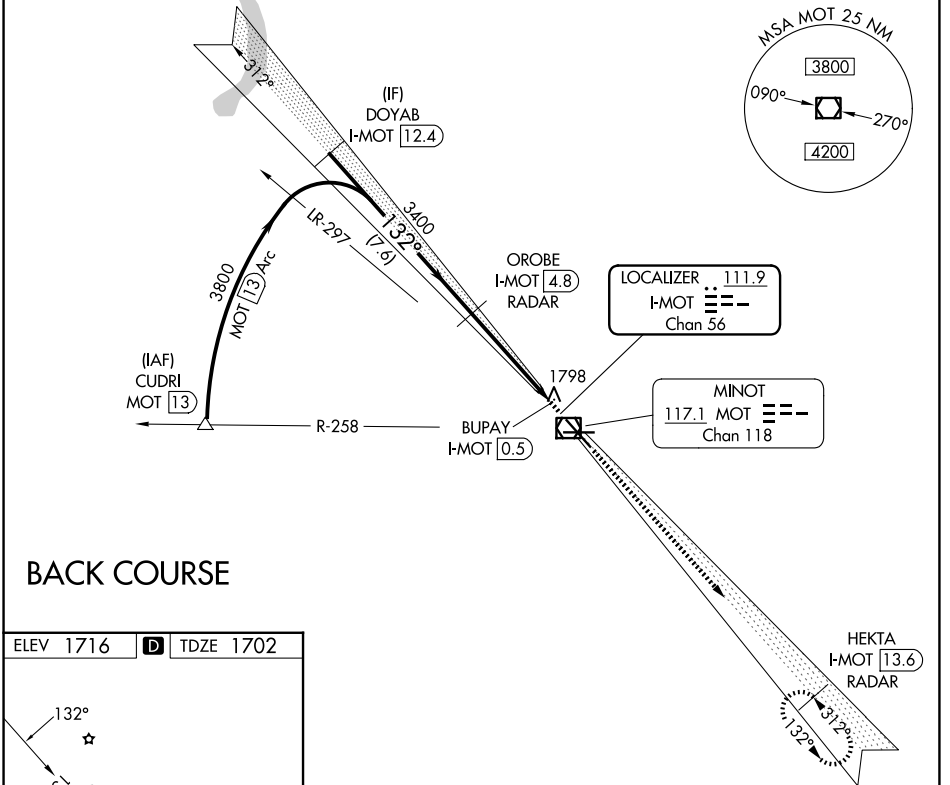 MSA MOT 25 NM
3800
090°
270°
4200
312°
(IF)
DOYAB
I-MOT 12.4
LR-297
3400
132°
(7.6)
3800
MOT 13 Arc
OROBE
I-MOT 4.8
RADAR
LOCALIZER 111.9
I-MOT
Chan 56
(IAF)
CUDRI
MOT 13
R-258
1798
BUPAY
I-MOT 0.5
MINOT
117.1 MOT
Chan 118
BACK COURSE
HEKTA
I-MOT 13.6
RADAR
312°
132°
ELEV 1716 D TDZE 1702
132°